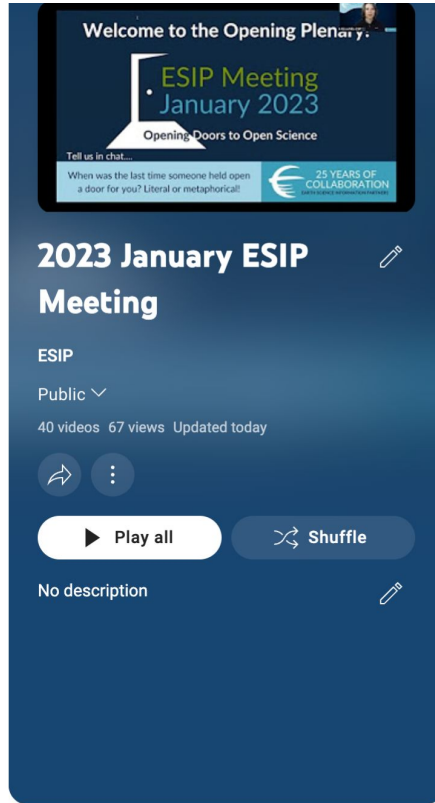 Welcome to the Opening Plenary!
ESIP Meeting
January 2023
Opening Doors to Open Science
Tell us in chat....
When was the last time someone held open
a door for you? Literal or metaphorical!
25 YEARS OF
COLLABORATION
EARTH SCIENCE INFORMATION PARTNERS
2023 January ESIP
Meeting
ESIP
Public
40 videos 67 views Updated today
Play all
Shuffle
No description